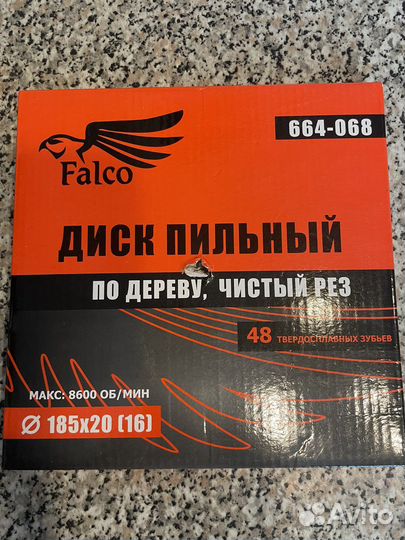 664-068
Falco
ДИСК ПИЛЬНЫЙ
ПО ДЕРЕВУ, ЧИСТЫЙ РЕЗ
48 ТВЕРДОСПЛАВНЫХ ЗУБЬЕВ
МАКС: 8600 ОБ/МИН
Ø 185x20 (16)
Avito